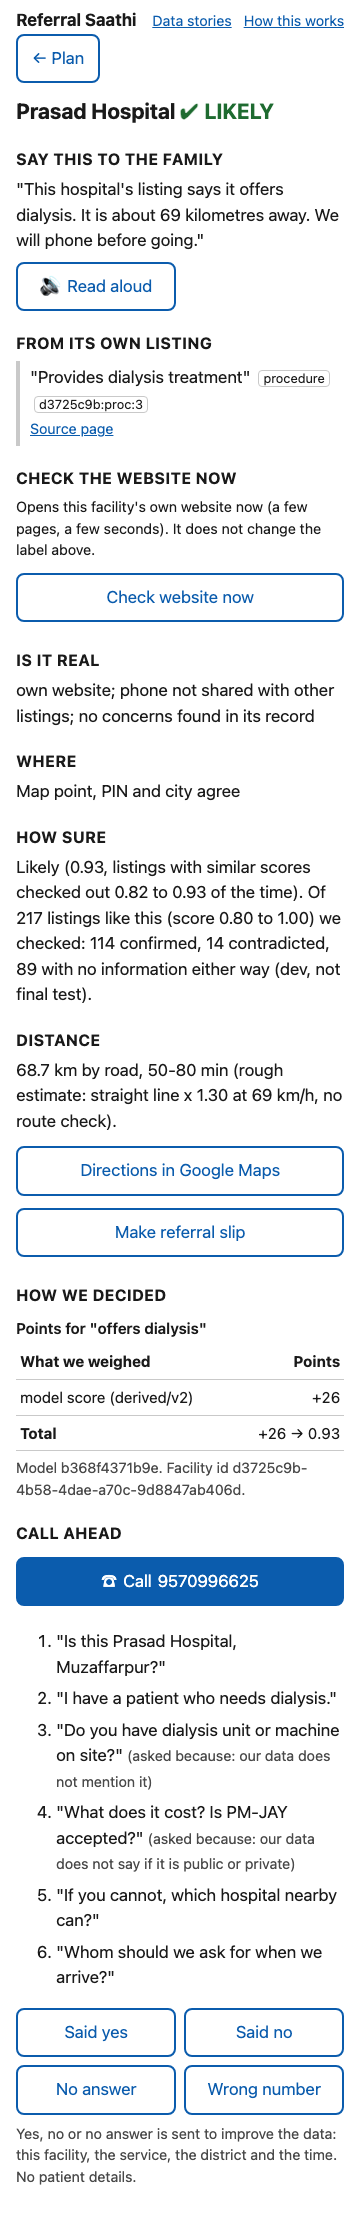 Referral Saathi Data stories How this works
← Plan
Prasad Hospital ✔ LIKELY
SAY THIS TO THE FAMILY
"This hospital's listing says it offers
dialysis. It is about 69 kilometres away. We
will phone before going."
🔊 Read aloud
FROM ITS OWN LISTING
"Provides dialysis treatment" procedure
d3725c9b:proc:3
Source page
CHECK THE WEBSITE NOW
Opens this facility's own website now (a few
pages, a few seconds). It does not change the
label above.
Check website now
IS IT REAL
own website; phone not shared with other
listings; no concerns found in its record
WHERE
Map point, PIN and city agree
HOW SURE
Likely (0.93, listings with similar scores
checked out 0.82 to 0.93 of the time). Of
217 listings like this (score 0.80 to 1.00) we
checked: 114 confirmed, 14 contradicted,
89 with no information either way (dev, not
final test).
DISTANCE
68.7 km by road, 50-80 min (rough
estimate: straight line x 1.30 at 69 km/h, no
route check).
Directions in Google Maps
Make referral slip
HOW WE DECIDED
Points for "offers dialysis"
What we weighed Points
model score (derived/v2) +26
Total +26 → 0.93
Model b368f4371b9e. Facility id d3725c9b-
4b58-4dae-a70c-9d8847ab406d.
CALL AHEAD
☎ Call 9570996625
1. "Is this Prasad Hospital,
Muzaffarpur?"
2. "I have a patient who needs dialysis."
3. "Do you have dialysis unit or machine
on site?" (asked because: our data does
not mention it)
4. "What does it cost? Is PM-JAY
accepted?" (asked because: our data
does not say if it is public or private)
5. "If you cannot, which hospital nearby
can?"
6. "Whom should we ask for when we
arrive?"
Said yes Said no
No answer Wrong number
Yes, no or no answer is sent to improve the data:
this facility, the service, the district and the time.
No patient details.